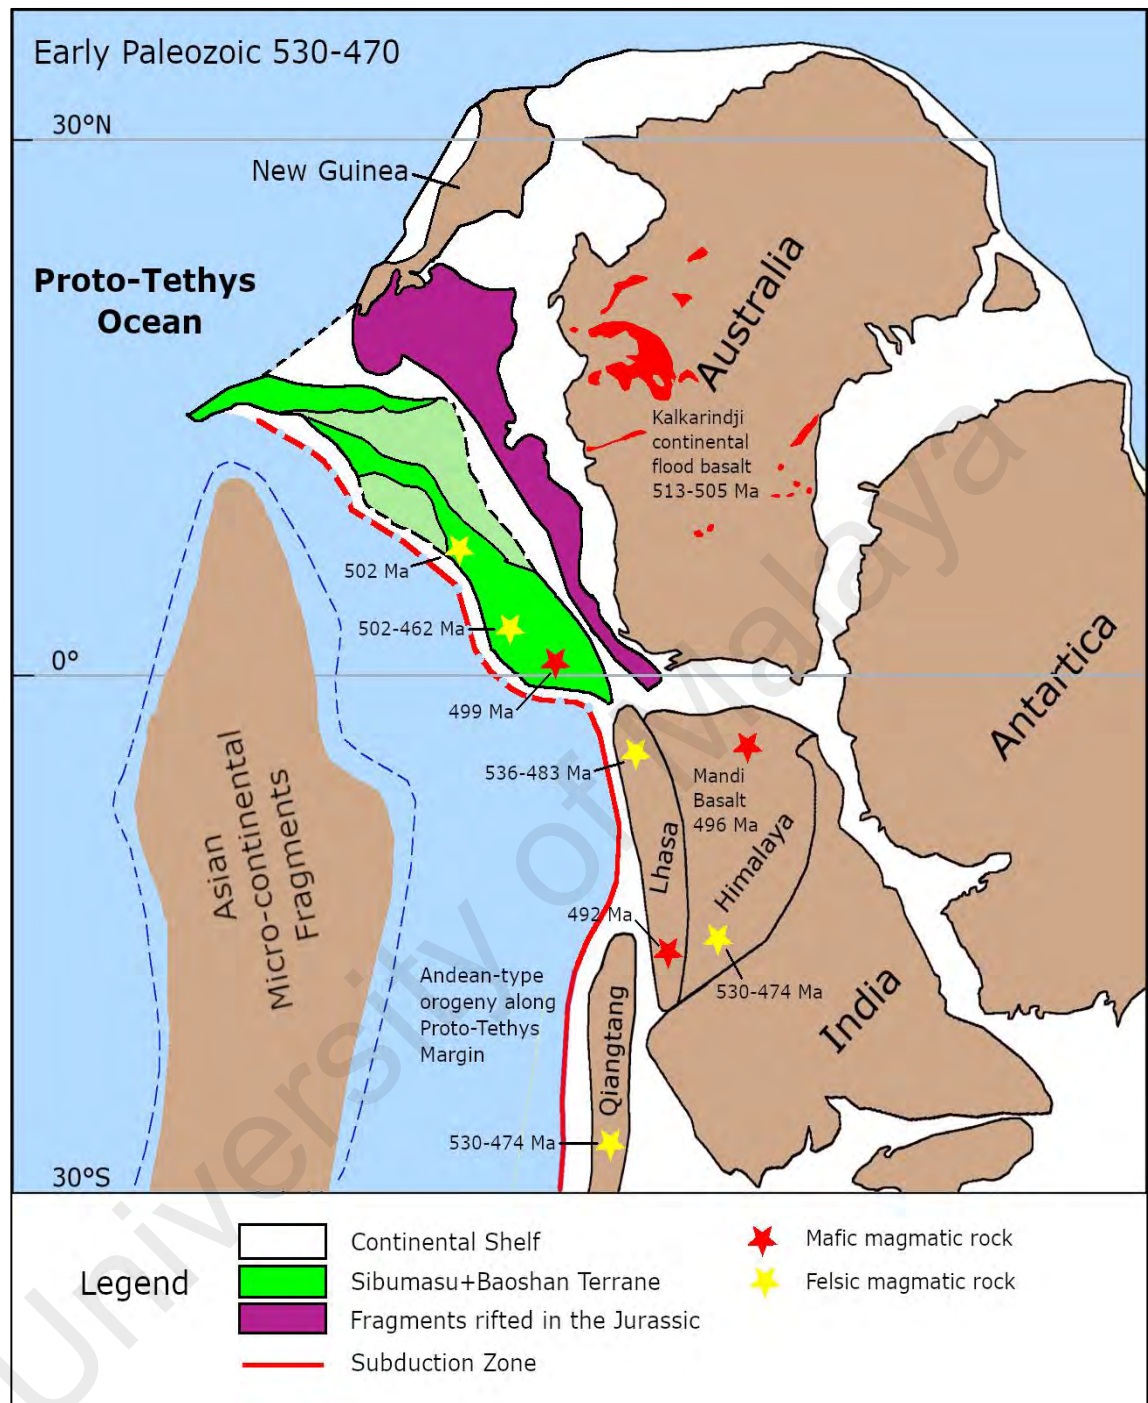 Early Paleozoic 530-470
30°N
New Guinea
Proto-Tethys
Ocean
Australia
Kalkarindji
continental
flood basalt
513-505 Ma
502 Ma
502-462 Ma
0°
499 Ma
Antartica
536-483 Ma
Mandi
Basalt
496 Ma
Lhasa
Himalaya
Asian
Micro-continental
Fragments
492 Ma
530-474 Ma
Andean-type
orogeny along
Proto-Tethys
Margin
India
Qiangtang
530-474 Ma
30°S
Legend
Continental Shelf
Sibumasu+Baoshan Terrane
Fragments rifted in the Jurassic
Subduction Zone
Mafic magmatic rock
Felsic magmatic rock
University of Malaya